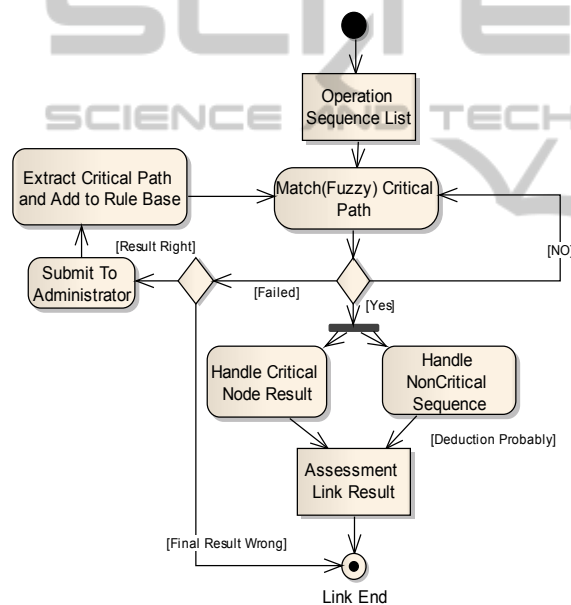 SCITE
SCIENCE AND TECH
Operation
Sequence List
Extract Critical Path
and Add to Rule Base
Match(Fuzzy) Critical
Path
[Result Right]
[NO]
Submit To
Administrator
[Failed]
[Yes]
Handle Critical
Node Result
Handle
NonCritical
Sequence
[Deduction Probably]
Assessment
Link Result
[Final Result Wrong]
Link End